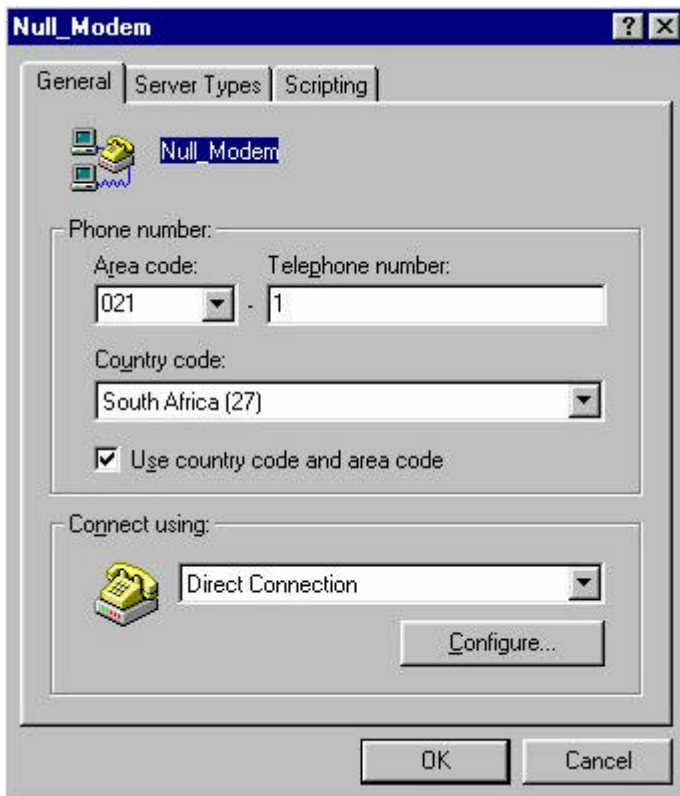 Null_Modem
General Server Types Scripting
Null_Modem
Phone number:
Area code: Telephone number:
021 - 1
Country code:
South Africa (27)
Use country code and area code
Connect using:
Direct Connection
Configure...
OK Cancel